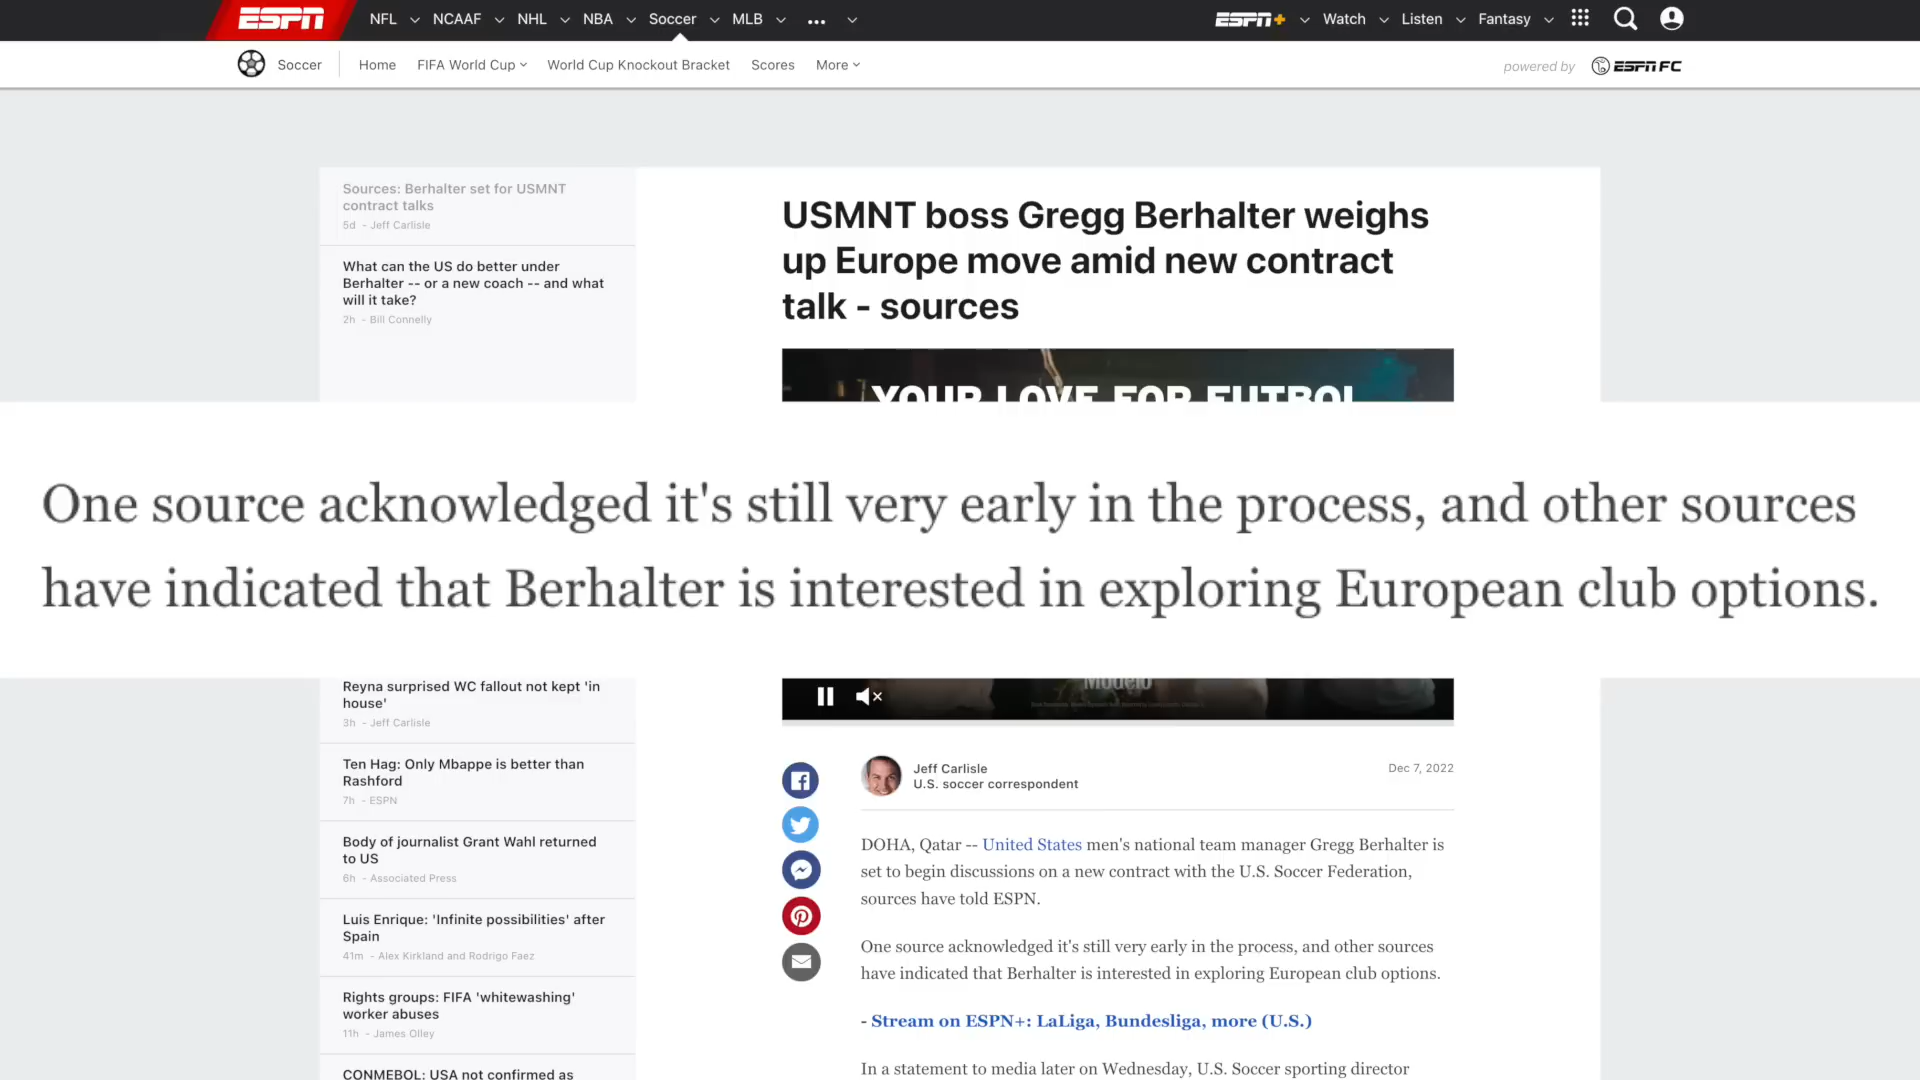 ESPN NFL NCAAF NHL NBA Soccer MLB ESPN+ Watch Listen Fantasy
Soccer Home FIFA World Cup World Cup Knockout Bracket Scores More powered by ESPN FC
Sources: Berhalter set for USMNT
contract talks
5d - Jeff Carlisle
What can the US do better under
Berhalter -- or a new coach -- and what
will it take?
2h - Bill Connelly
USMNT boss Gregg Berhalter weighs
up Europe move amid new contract
talk - sources
YOUR LOVE FOR FUTBOL
One source acknowledged it's still very early in the process, and other sources
have indicated that Berhalter is interested in exploring European club options.
Reyna surprised WC fallout not kept 'in
house'
3h - Jeff Carlisle
Ten Hag: Only Mbappe is better than
Rashford
7h - ESPN
Body of journalist Grant Wahl returned
to US
6h - Associated Press
Luis Enrique: 'Infinite possibilities' after
Spain
41m - Alex Kirkland and Rodrigo Faez
Rights groups: FIFA 'whitewashing'
worker abuses
11h - James Olley
CONMEBOL: USA not confirmed as
Modelo
Jeff Carlisle
U.S. soccer correspondent
Dec 7, 2022
DOHA, Qatar -- United States men's national team manager Gregg Berhalter is
set to begin discussions on a new contract with the U.S. Soccer Federation,
sources have told ESPN.
One source acknowledged it's still very early in the process, and other sources
have indicated that Berhalter is interested in exploring European club options.
- Stream on ESPN+: LaLiga, Bundesliga, more (U.S.)
In a statement to media later on Wednesday, U.S. Soccer sporting director